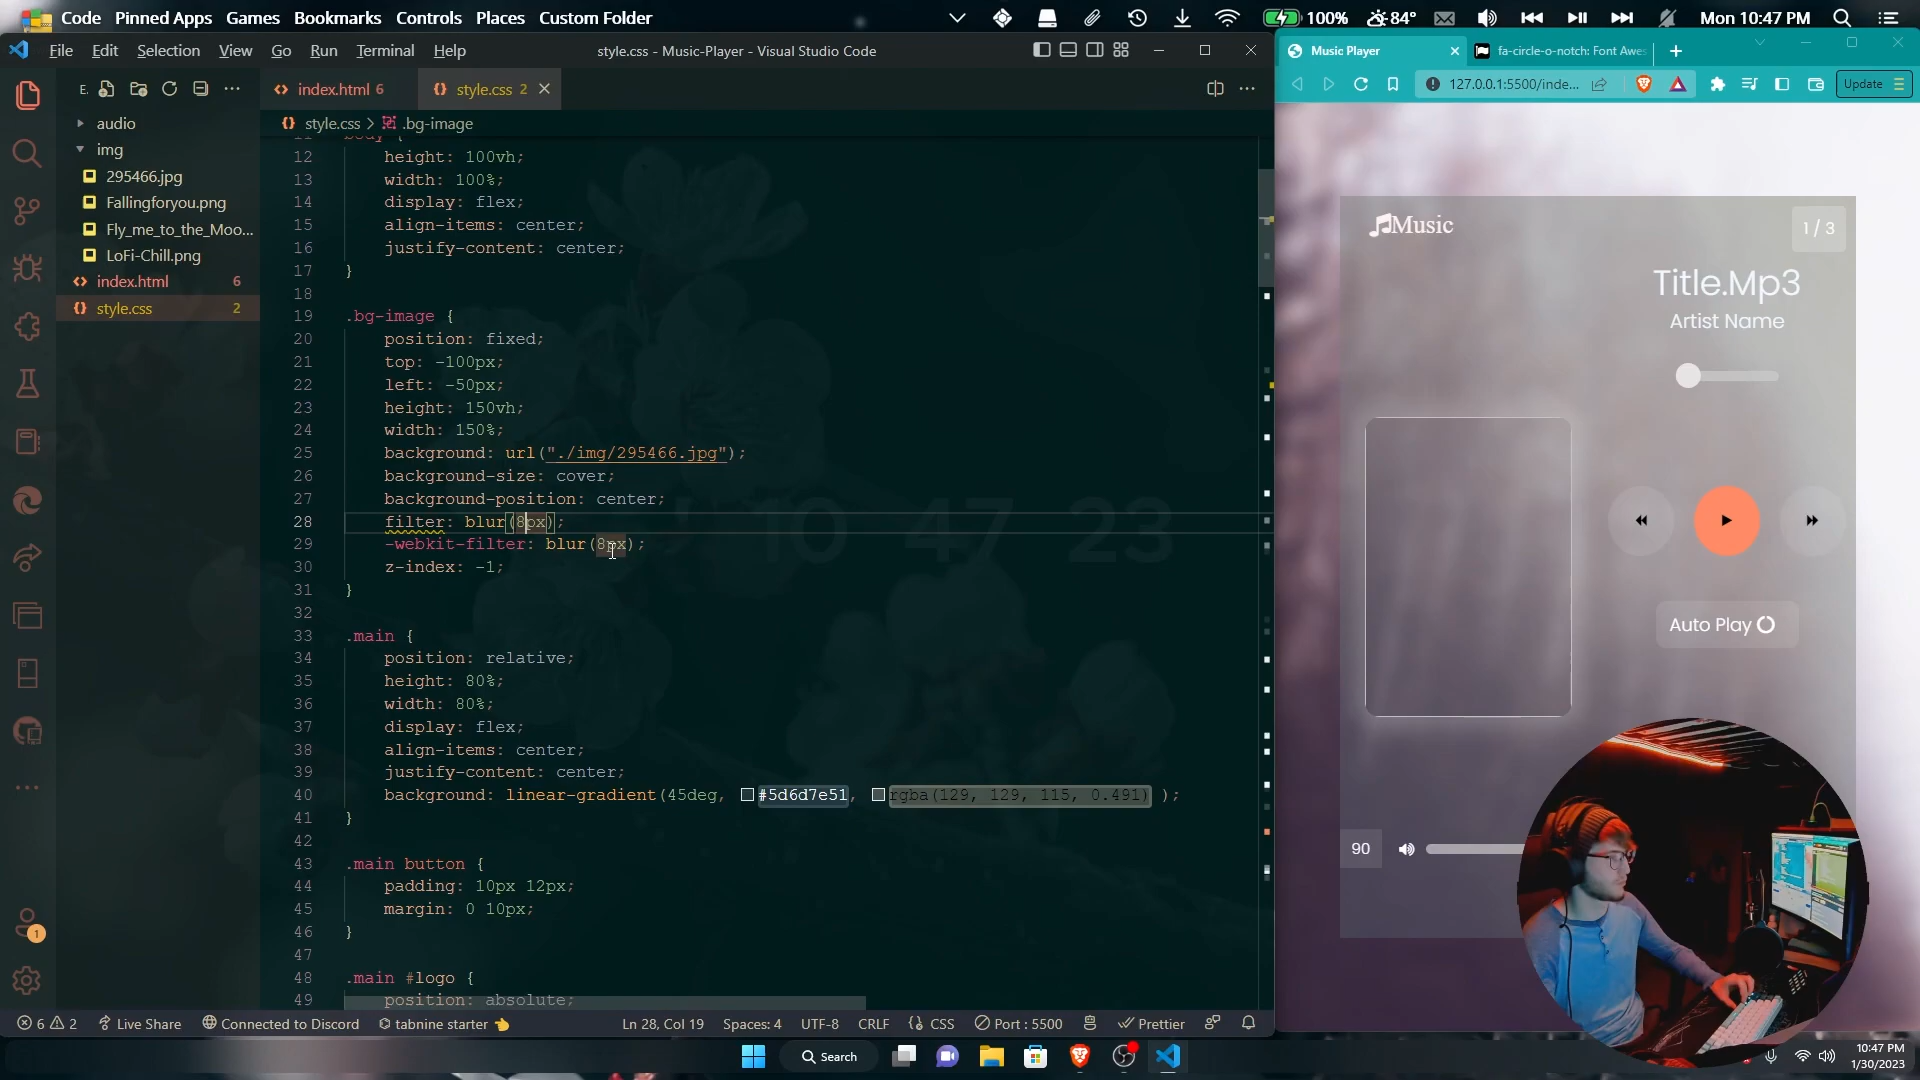 Code Pinned Apps Games Bookmarks Controls Places Custom Folder 100% 84° Mon 10:47 PM
File Edit Selection View Go Run Terminal Help style.css - Music-Player - Visual Studio Code
E.
index.html 6 style.css 2
style.css > .bg-image
audio
img
295466.jpg
Fallingforyou.png
Fly_me_to_the_Moo...
LoFi-Chill.png
index.html 6
style.css 2
12 height: 100vh;
13 width: 100%;
14 display: flex;
15 align-items: center;
16 justify-content: center;
17 }
18
19 .bg-image {
20 position: fixed;
21 top: -100px;
22 left: -50px;
23 height: 150vh;
24 width: 150%;
25 background: url("./img/295466.jpg");
26 background-size: cover;
27 background-position: center;
28 filter: blur(8px);
29 -webkit-filter: blur(8px);
30 z-index: -1;
31 }
32
33 .main {
34 position: relative;
35 height: 80%;
36 width: 80%;
37 display: flex;
38 align-items: center;
39 justify-content: center;
40 background: linear-gradient(45deg, #5d6d7e51, rgba(129, 129, 115, 0.491) );
41 }
42
43 .main button {
44 padding: 10px 12px;
45 margin: 0 10px;
46 }
47
48 .main #logo {
49 position: absolute;
10 47 23
1
6 2 Live Share Connected to Discord tabnine starter Ln 28, Col 19 Spaces: 4 UTF-8 CRLF CSS Port : 5500 Prettier
Music Player fa-circle-o-notch: Font Awes
127.0.0.1:5500/inde... Update
Music
1 / 3
Title.Mp3
Artist Name
Auto Play
90
Search
10:47 PM
1/30/2023